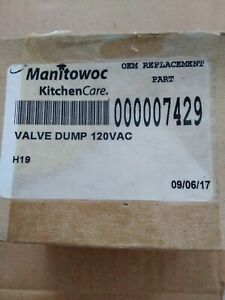 Manitowoc
KitchenCare.
OEM REPLACEMENT
PART
000007429
VALVE DUMP 120VAC
H19
09/06/17